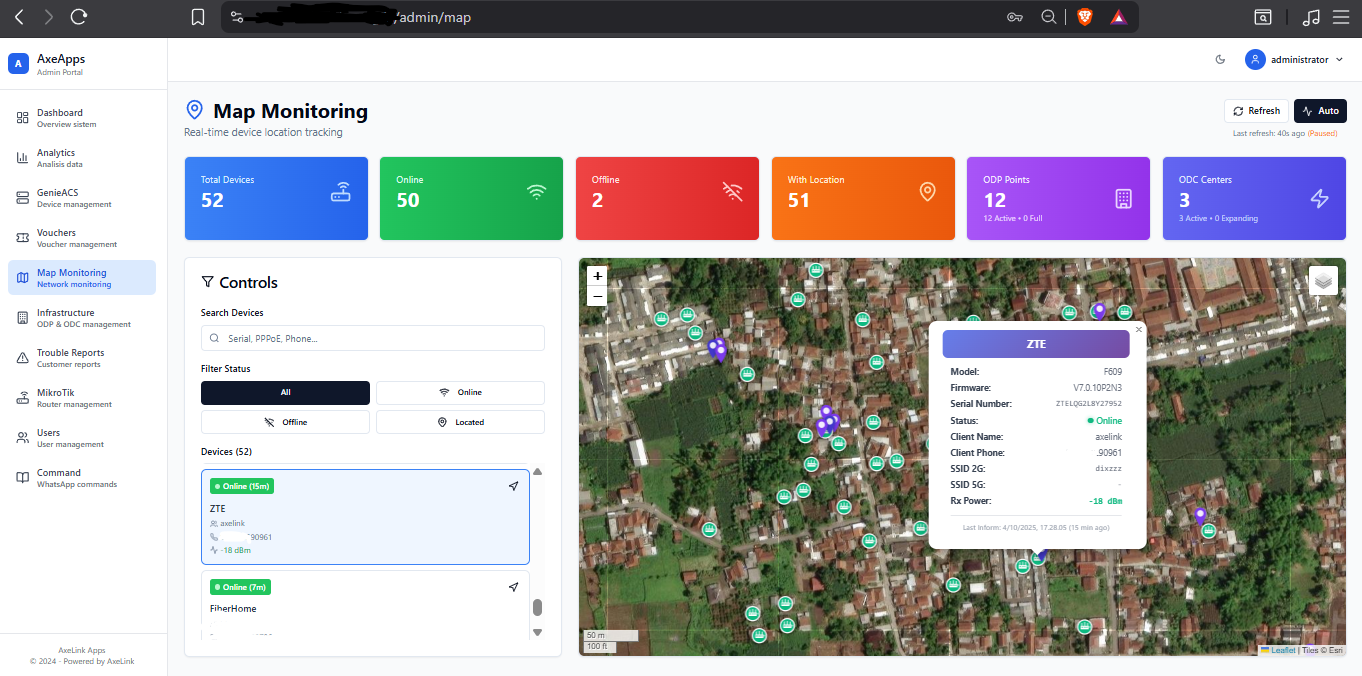 /admin/map
A
AxeApps
Admin Portal
administrator
Dashboard
Overview sistem
Analytics
Analisis data
GenieACS
Device management
Vouchers
Voucher management
Map Monitoring
Network monitoring
Infrastructure
ODP & ODC management
Trouble Reports
Customer reports
MikroTik
Router management
Users
User management
Command
WhatsApp commands
AxeLink Apps
© 2024 - Powered by AxeLink
Map Monitoring
Real-time device location tracking
Refresh
Auto
Last refresh: 40s ago (Paused)
Total Devices
52
Online
50
Offline
2
With Location
51
ODP Points
12
12 Active • 0 Full
ODC Centers
3
3 Active • 0 Expanding
Controls
Search Devices
Serial, PPPoE, Phone...
Filter Status
All
Online
Offline
Located
Devices (52)
Online (15m)
ZTE
axelink
90961
-18 dBm
Online (7m)
FiberHome
+
−
ZTE
×
Model: F609
Firmware: V7.0.10P2N3
Serial Number: ZTELQG2L8Y27952
Status: Online
Client Name: axelink
Client Phone: .90961
SSID 2G: dixzzz
SSID 5G: -
Rx Power: -18 dBm
Last Inform: 4/10/2025, 17.28.05 (15 min ago)
50 m
100 ft
Leaflet | Tiles © Esri